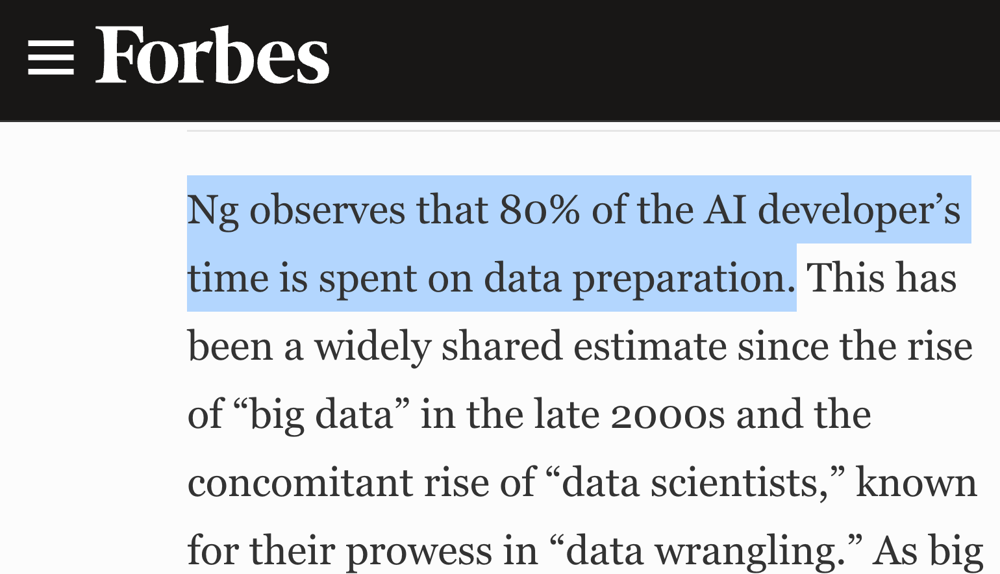 Forbes
Ng observes that 80% of the AI developer’s
time is spent on data preparation. This has
been a widely shared estimate since the rise
of “big data” in the late 2000s and the
concomitant rise of “data scientists,” known
for their prowess in “data wrangling.” As big